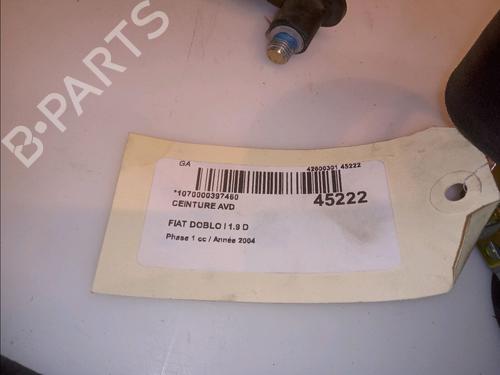 B-PARTS
GA
42600301 45222
*1070000397460
45222
CEINTURE AVD
FIAT DOBLO I 1.9 D
Phase 1 cc / Année 2004